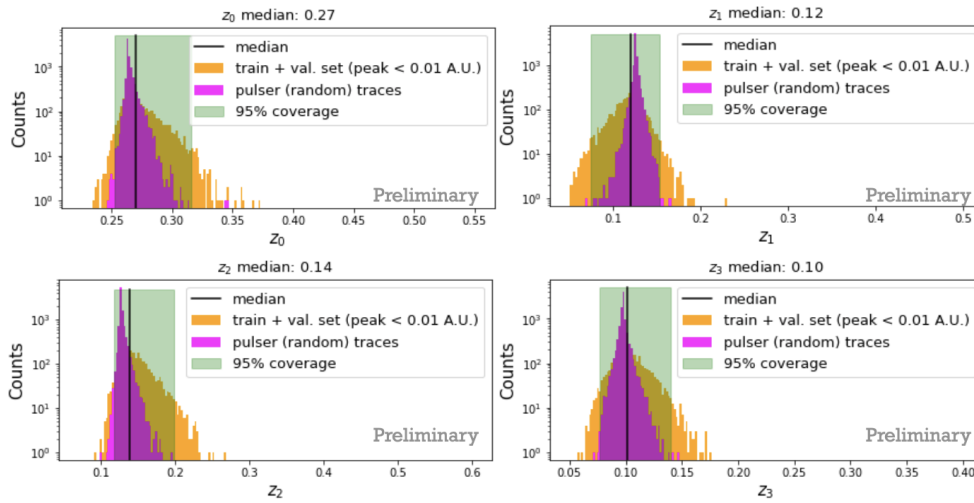 z₀ median: 0.27
median
train + val. set (peak < 0.01 A.U.)
pulser (random) traces
95% coverage
Preliminary
Counts
10³
10²
10¹
10⁰
0.25 0.30 0.35 0.40 0.45 0.50 0.55
z₀
z₁ median: 0.12
median
train + val. set (peak < 0.01 A.U.)
pulser (random) traces
95% coverage
Preliminary
Counts
10³
10²
10¹
10⁰
0.1 0.2 0.3 0.4 0.5
z₁
z₂ median: 0.14
median
train + val. set (peak < 0.01 A.U.)
pulser (random) traces
95% coverage
Preliminary
Counts
10³
10²
10¹
10⁰
0.1 0.2 0.3 0.4 0.5 0.6
z₂
z₃ median: 0.10
median
train + val. set (peak < 0.01 A.U.)
pulser (random) traces
95% coverage
Preliminary
Counts
10³
10²
10¹
10⁰
0.05 0.10 0.15 0.20 0.25 0.30 0.35 0.40
z₃